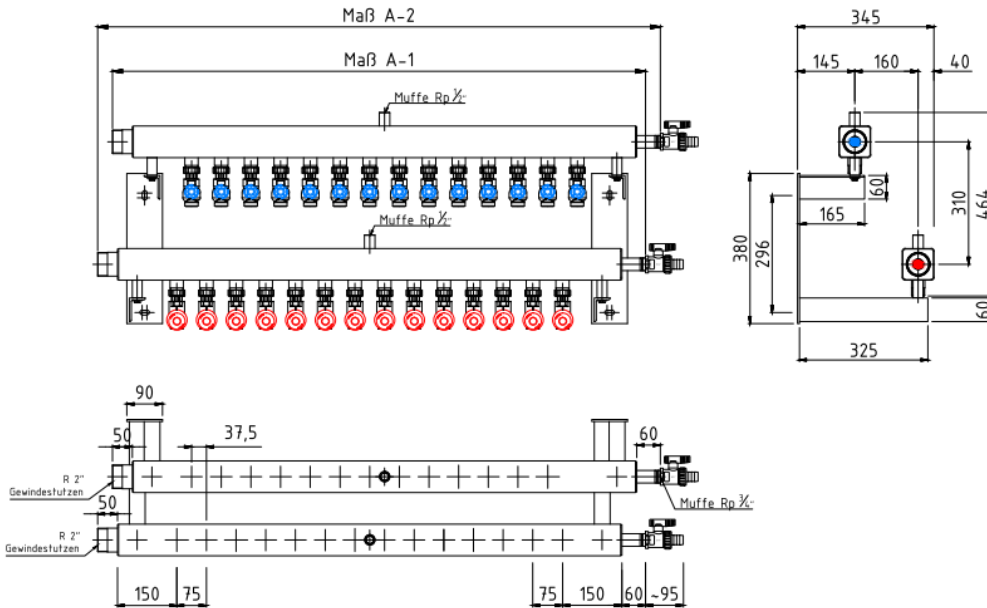 Maß A-2
Maß A-1
Muffe Rp ½"
Muffe Rp ½"
345
145
160
40
60
165
380
296
310
464
60
325
90
50
37,5
60
R 2"
Gewindestutzen
Muffe Rp ¾"
50
R 2"
Gewindestutzen
150
75
75
150
60
~95